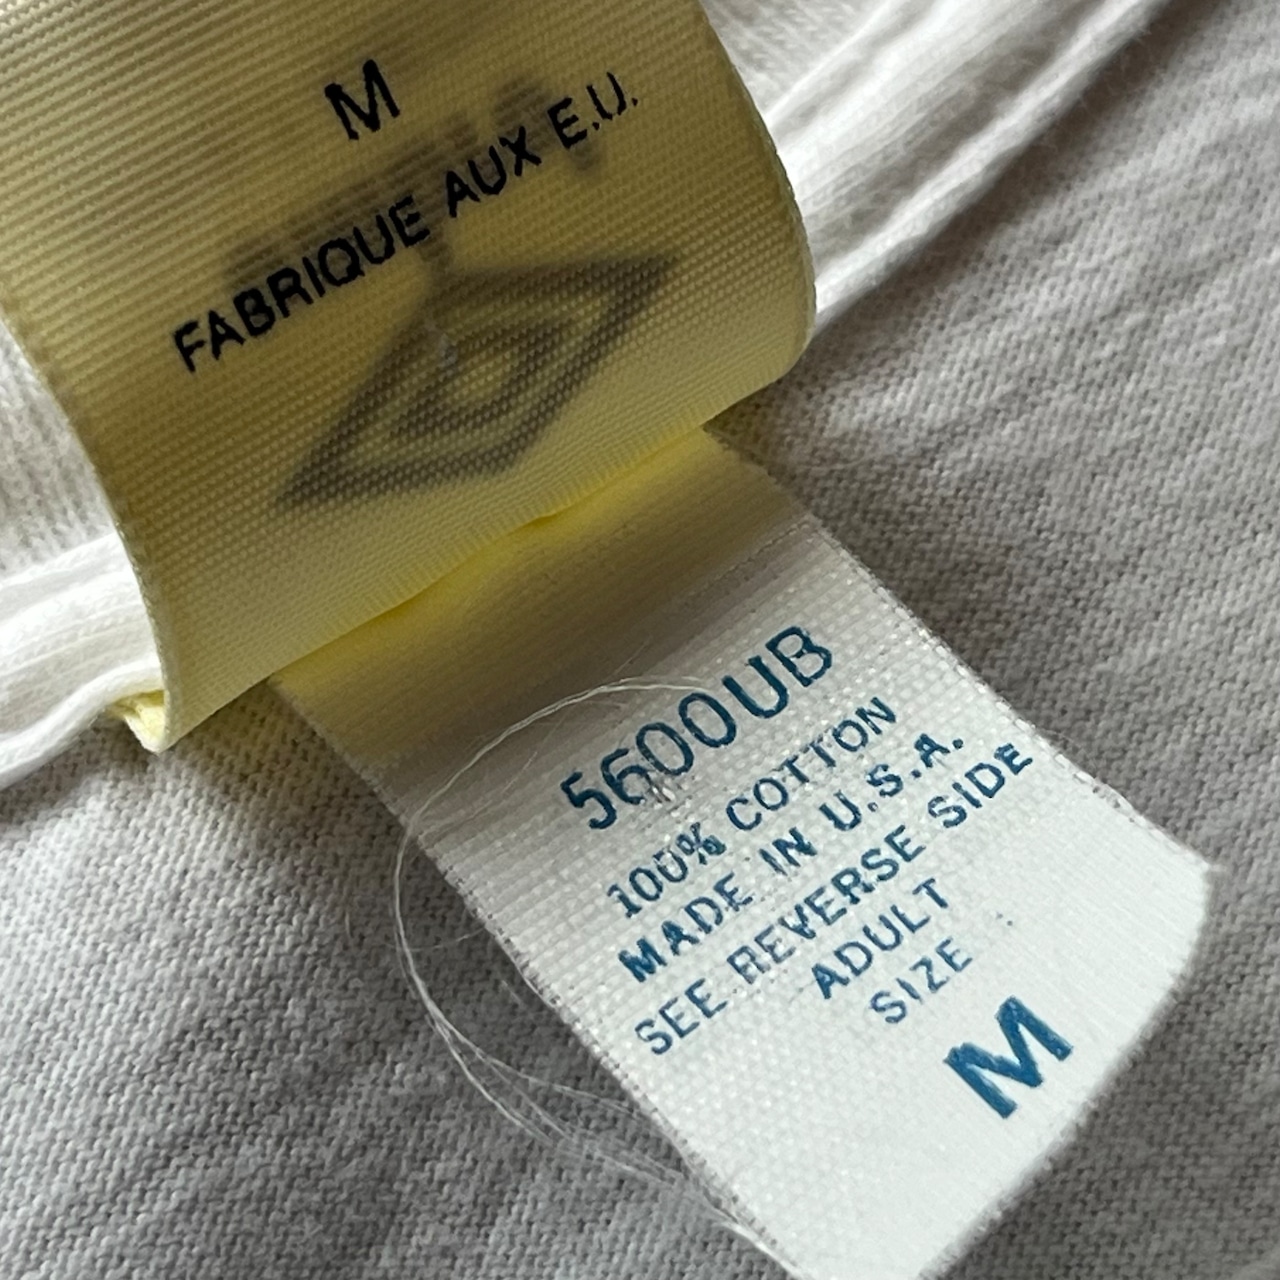 M
FABRIQUE AUX E.U.
5600UB
100% COTTON
MADE IN U.S.A.
SEE REVERSE SIDE
ADULT
SIZE
M